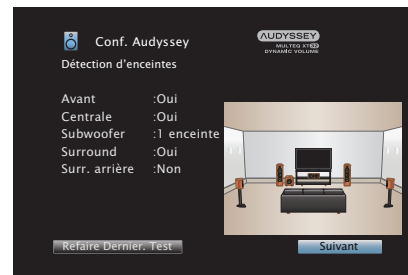 Conf. Audyssey
AUDYSSEY
MULTEQ XT32
DYNAMIC VOLUME
Détection d'enceintes
Avant :Oui
Centrale :Oui
Subwoofer :1 enceinte
Surround :Oui
Surr. arrière :Non
Refaire Dernier. Test
Suivant